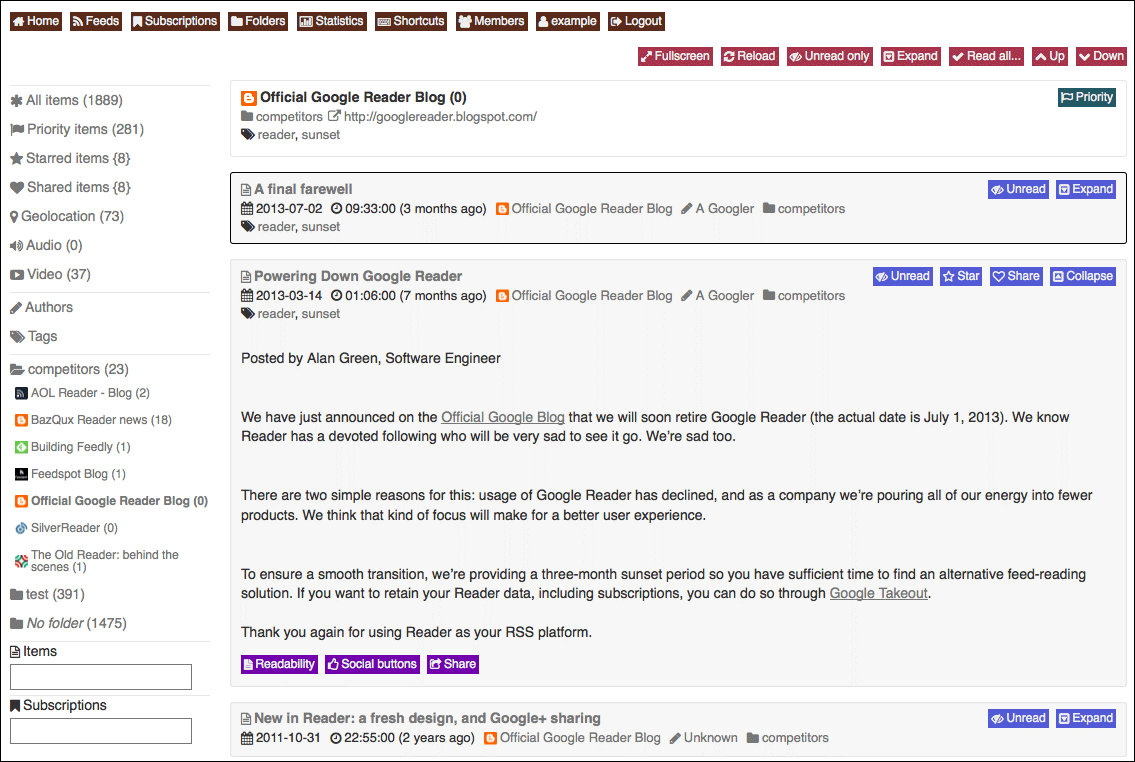 Home Feeds Subscriptions Folders Statistics Shortcuts Members example Logout
Fullscreen Reload Unread only Expand Read all... Up Down
All items (1889)
Priority items (281)
Starred items {8}
Shared items {8}
Geolocation (73)
Audio (0)
Video (37)
Authors
Tags
competitors (23)
AOL Reader - Blog (2)
BazQux Reader news (18)
Building Feedly (1)
Feedspot Blog (1)
Official Google Reader Blog (0)
SilverReader (0)
The Old Reader: behind the
scenes (1)
test (391)
No folder (1475)
Items
Subscriptions
Official Google Reader Blog (0) Priority
competitors http://googlereader.blogspot.com/
reader, sunset
A final farewell Unread Expand
2013-07-02 09:33:00 (3 months ago) Official Google Reader Blog A Googler competitors
reader, sunset
Powering Down Google Reader Unread Star Share Collapse
2013-03-14 01:06:00 (7 months ago) Official Google Reader Blog A Googler competitors
reader, sunset
Posted by Alan Green, Software Engineer
We have just announced on the Official Google Blog that we will soon retire Google Reader (the actual date is July 1, 2013). We know
Reader has a devoted following who will be very sad to see it go. We’re sad too.
There are two simple reasons for this: usage of Google Reader has declined, and as a company we’re pouring all of our energy into fewer
products. We think that kind of focus will make for a better user experience.
To ensure a smooth transition, we’re providing a three-month sunset period so you have sufficient time to find an alternative feed-reading
solution. If you want to retain your Reader data, including subscriptions, you can do so through Google Takeout.
Thank you again for using Reader as your RSS platform.
Readability Social buttons Share
New in Reader: a fresh design, and Google+ sharing Unread Expand
2011-10-31 22:55:00 (2 years ago) Official Google Reader Blog Unknown competitors